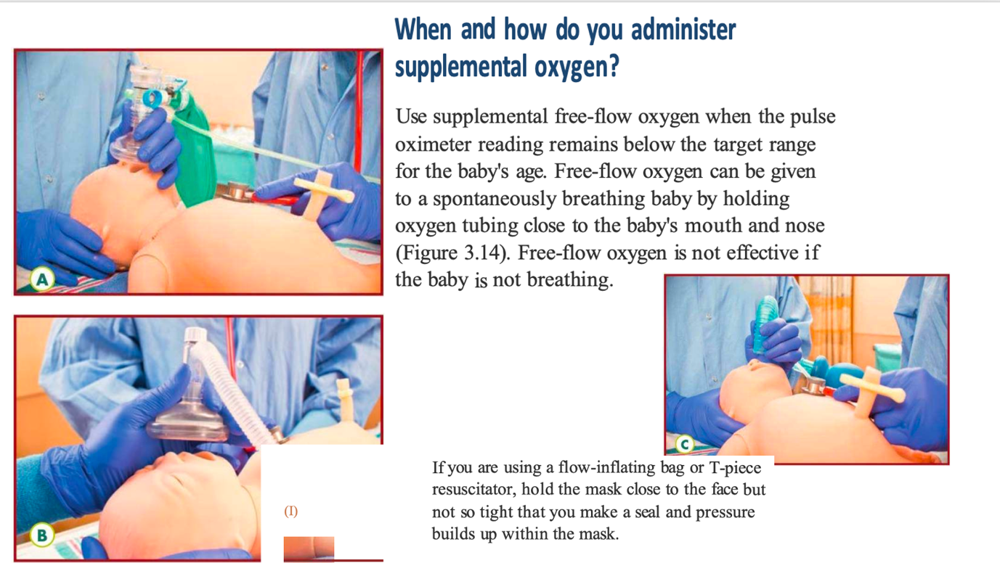 When and how do you administer
supplemental oxygen?
Use supplemental free-flow oxygen when the pulse
oximeter reading remains below the target range
for the baby's age. Free-flow oxygen can be given
to a spontaneously breathing baby by holding
oxygen tubing close to the baby's mouth and nose
(Figure 3.14). Free-flow oxygen is not effective if
the baby is not breathing.
A
C
If you are using a flow-inflating bag or T-piece
resuscitator, hold the mask close to the face but
not so tight that you make a seal and pressure
builds up within the mask.
(I)
B